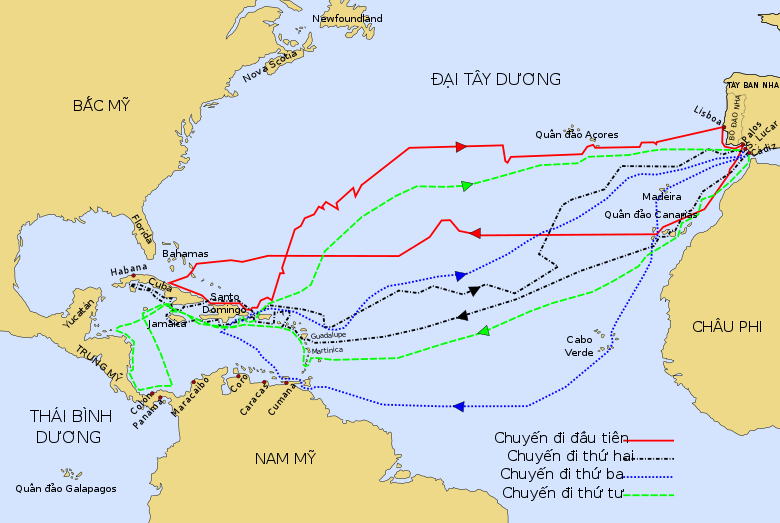 Newfoundland
Nova Scotia
ĐẠI TÂY DƯƠNG
TÂY BAN NHA
BẮC MỸ
BỒ ĐÀO NHA
Lisboa
Palos
S. Lucar
Cádiz
Quần đảo Açores
Madeira
Quần đảo Canarias
Florida
Bahamas
Habana
Cuba
Santo
Domingo
Yucatán
Jamaica
Guadalupe
Martinica
TRUNG MỸ
Cabo
Verde
CHÂU PHI
Colón
Panamá
Maracaibo
Coro
Caracas
Cumana
THÁI BÌNH
DƯƠNG
NAM MỸ
Quần đảo Galapagos
Chuyến đi đầu tiên
Chuyến đi thứ hai
Chuyến đi thứ ba
Chuyến đi thứ tư